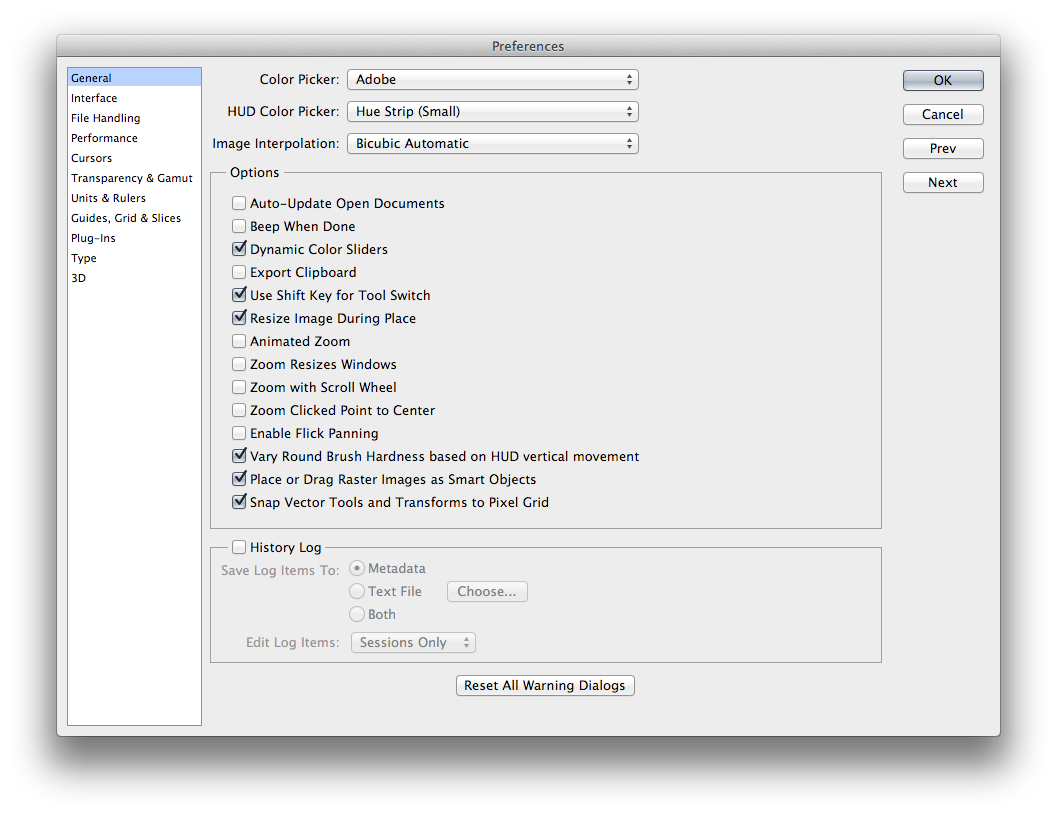 Preferences
General
Interface
File Handling
Performance
Cursors
Transparency & Gamut
Units & Rulers
Guides, Grid & Slices
Plug-Ins
Type
3D
Color Picker: Adobe
HUD Color Picker: Hue Strip (Small)
Image Interpolation: Bicubic Automatic
Options
Auto-Update Open Documents
Beep When Done
Dynamic Color Sliders
Export Clipboard
Use Shift Key for Tool Switch
Resize Image During Place
Animated Zoom
Zoom Resizes Windows
Zoom with Scroll Wheel
Zoom Clicked Point to Center
Enable Flick Panning
Vary Round Brush Hardness based on HUD vertical movement
Place or Drag Raster Images as Smart Objects
Snap Vector Tools and Transforms to Pixel Grid
History Log
Save Log Items To: Metadata
Text File Choose...
Both
Edit Log Items: Sessions Only
Reset All Warning Dialogs
OK
Cancel
Prev
Next